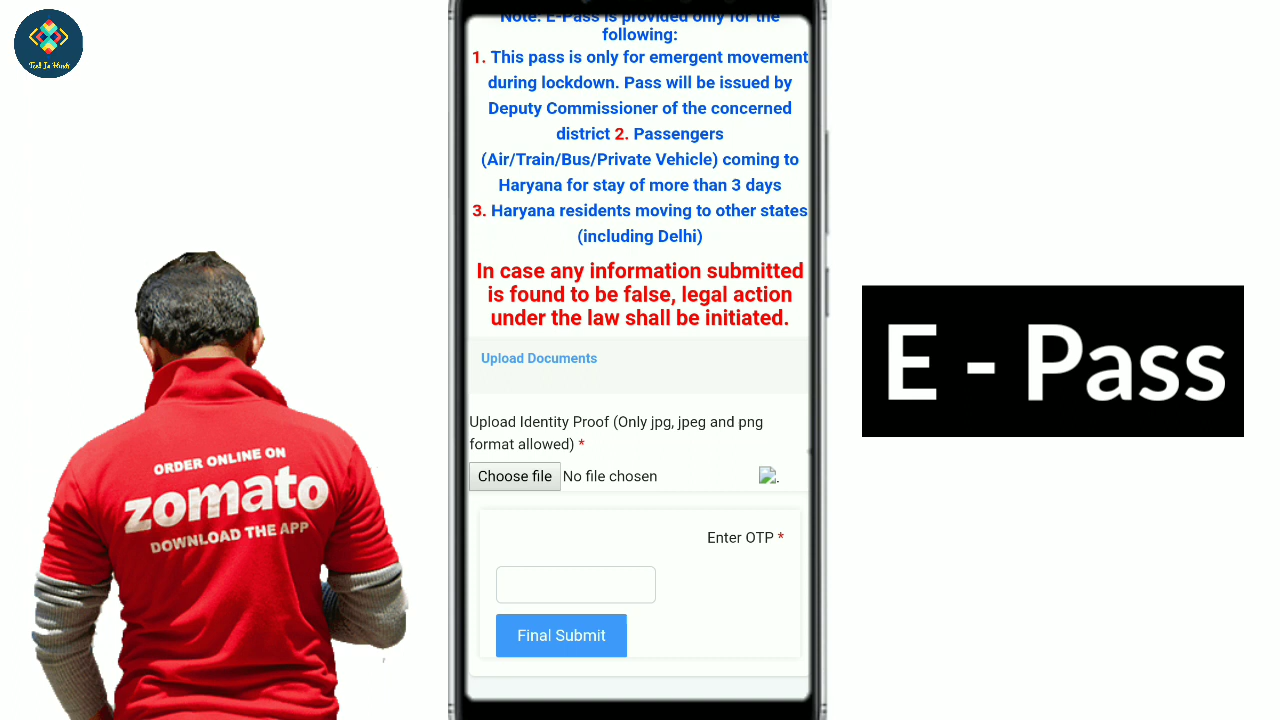 Tech Ja Hindi
Note: E-Pass is provided only for the
following:
1. This pass is only for emergent movement
during lockdown. Pass will be issued by
Deputy Commissioner of the concerned
district 2. Passengers
(Air/Train/Bus/Private Vehicle) coming to
Haryana for stay of more than 3 days
3. Haryana residents moving to other states
(including Delhi)
In case any information submitted
is found to be false, legal action
under the law shall be initiated.
Upload Documents
Upload Identity Proof (Only jpg, jpeg and png
format allowed) *
Choose file No file chosen .
Enter OTP *
Final Submit
ORDER ONLINE ON
zomato
DOWNLOAD THE APP
E - Pass